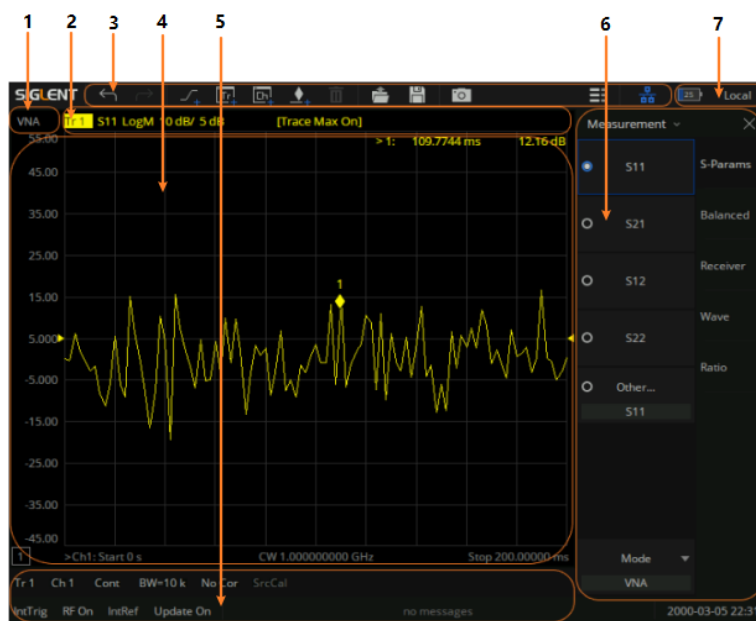 1 2 3 4 5 6 7
SIGLENT
25 Local
VNA
Tr 1 S11 LogM 10 dB/ 5 dB [Trace Max On]
> 1: 109.7744 ms 12.16 dB
55.00
45.00
35.00
25.00
15.00
5.000
-5.000
-15.00
-25.00
-35.00
-45.00
1
1
>Ch1: Start 0 s CW 1.000000000 GHz Stop 200.00000 ms
Measurement
S11
S21
S12
S22
Other...
S11
Mode
VNA
S-Params
Balanced
Receiver
Wave
Ratio
Tr 1 Ch 1 Cont BW=10 k No Cor SrcCal
IntTrig RF On IntRef Update On no messages 2000-03-05 22:31